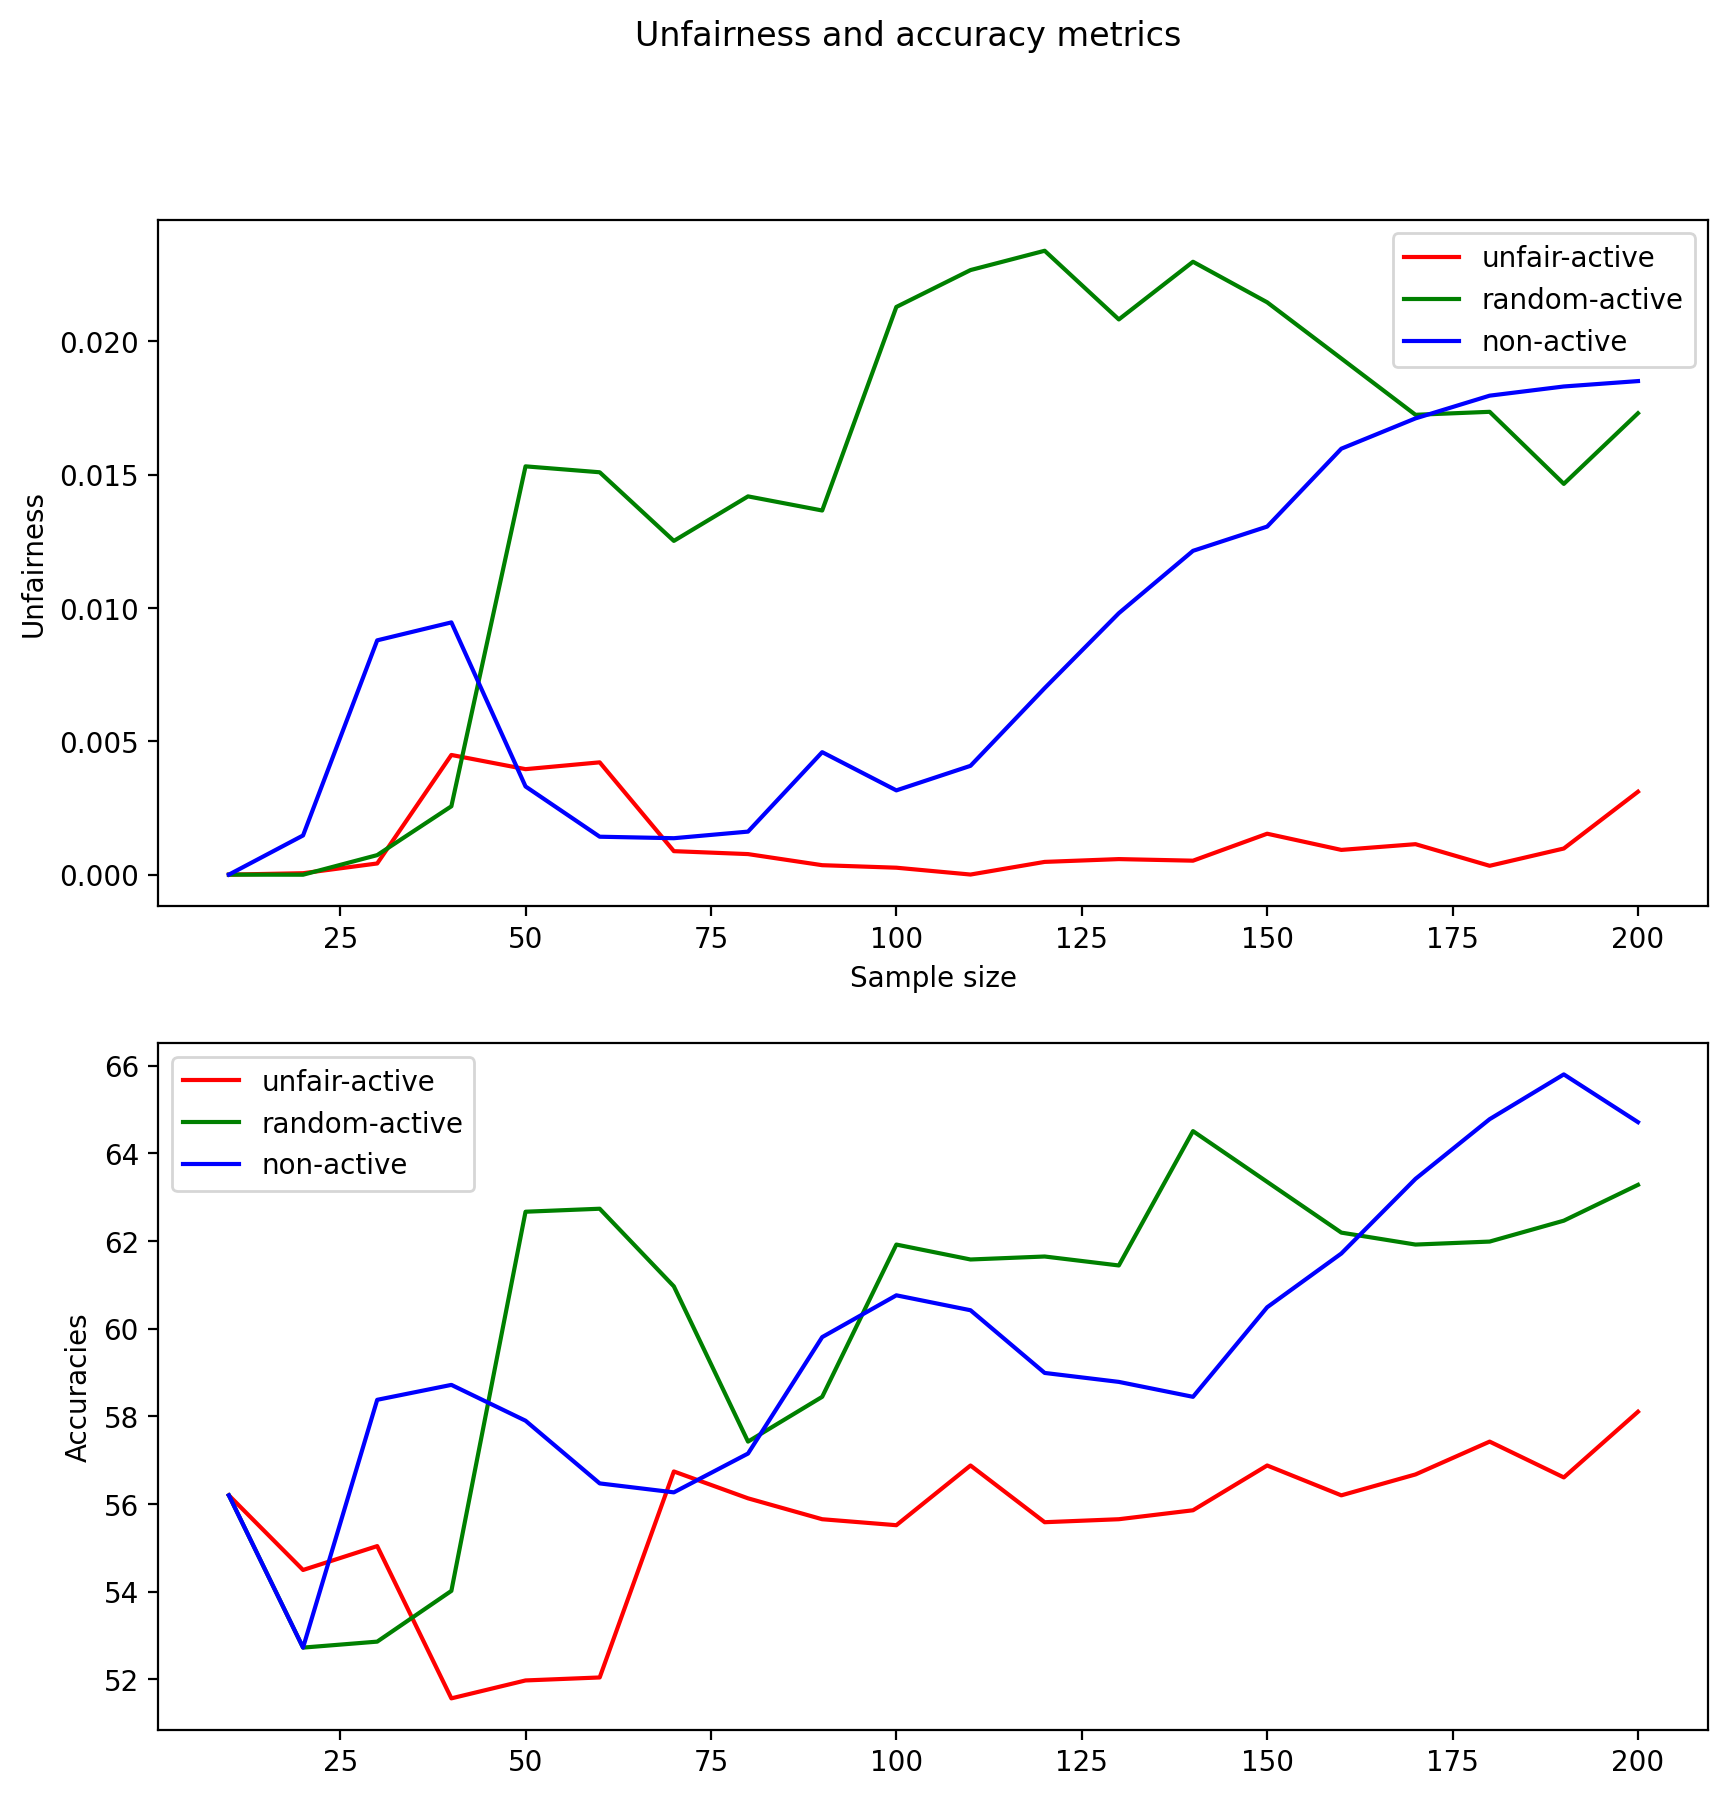 Unfairness and accuracy metrics
unfair-active
random-active
non-active
Unfairness
0.020
0.015
0.010
0.005
0.000
25 50 75 100 125 150 175 200
Sample size
unfair-active
random-active
non-active
Accuracies
66
64
62
60
58
56
54
52
25 50 75 100 125 150 175 200